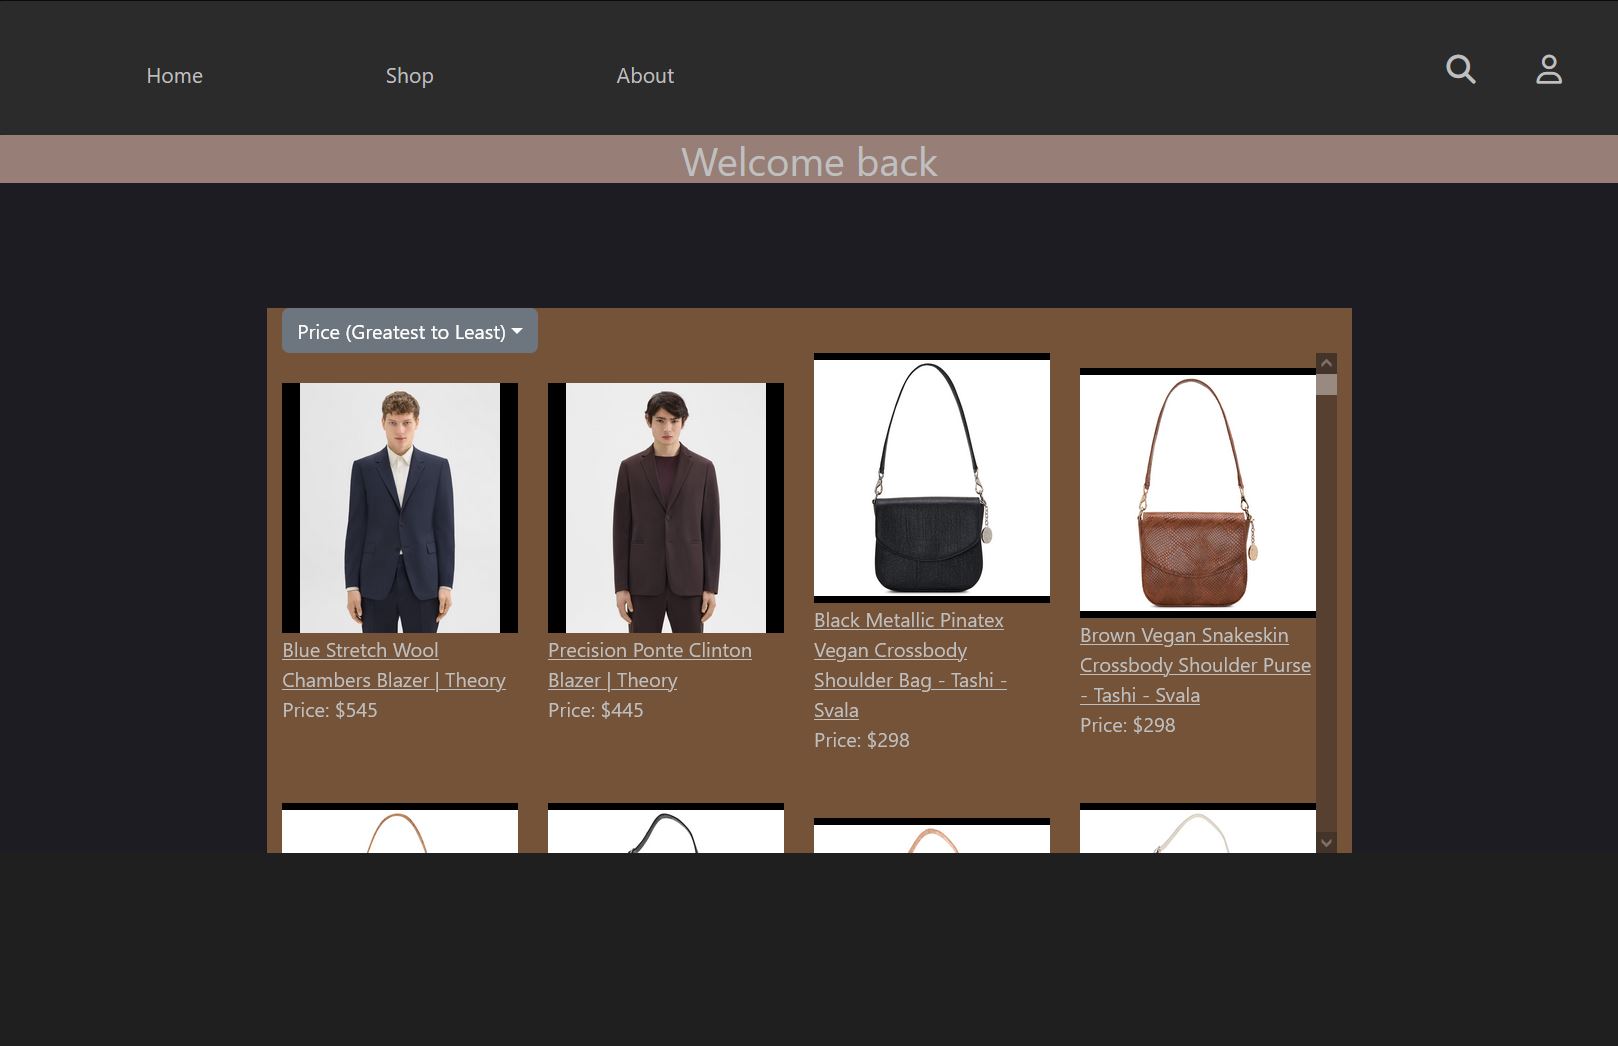 Home
Shop
About
Welcome back
Price (Greatest to Least)
Blue Stretch Wool
Chambers Blazer | Theory
Price: $545
Precision Ponte Clinton
Blazer | Theory
Price: $445
Black Metallic Pinatex
Vegan Crossbody
Shoulder Bag - Tashi -
Svala
Price: $298
Brown Vegan Snakeskin
Crossbody Shoulder Purse
- Tashi - Svala
Price: $298